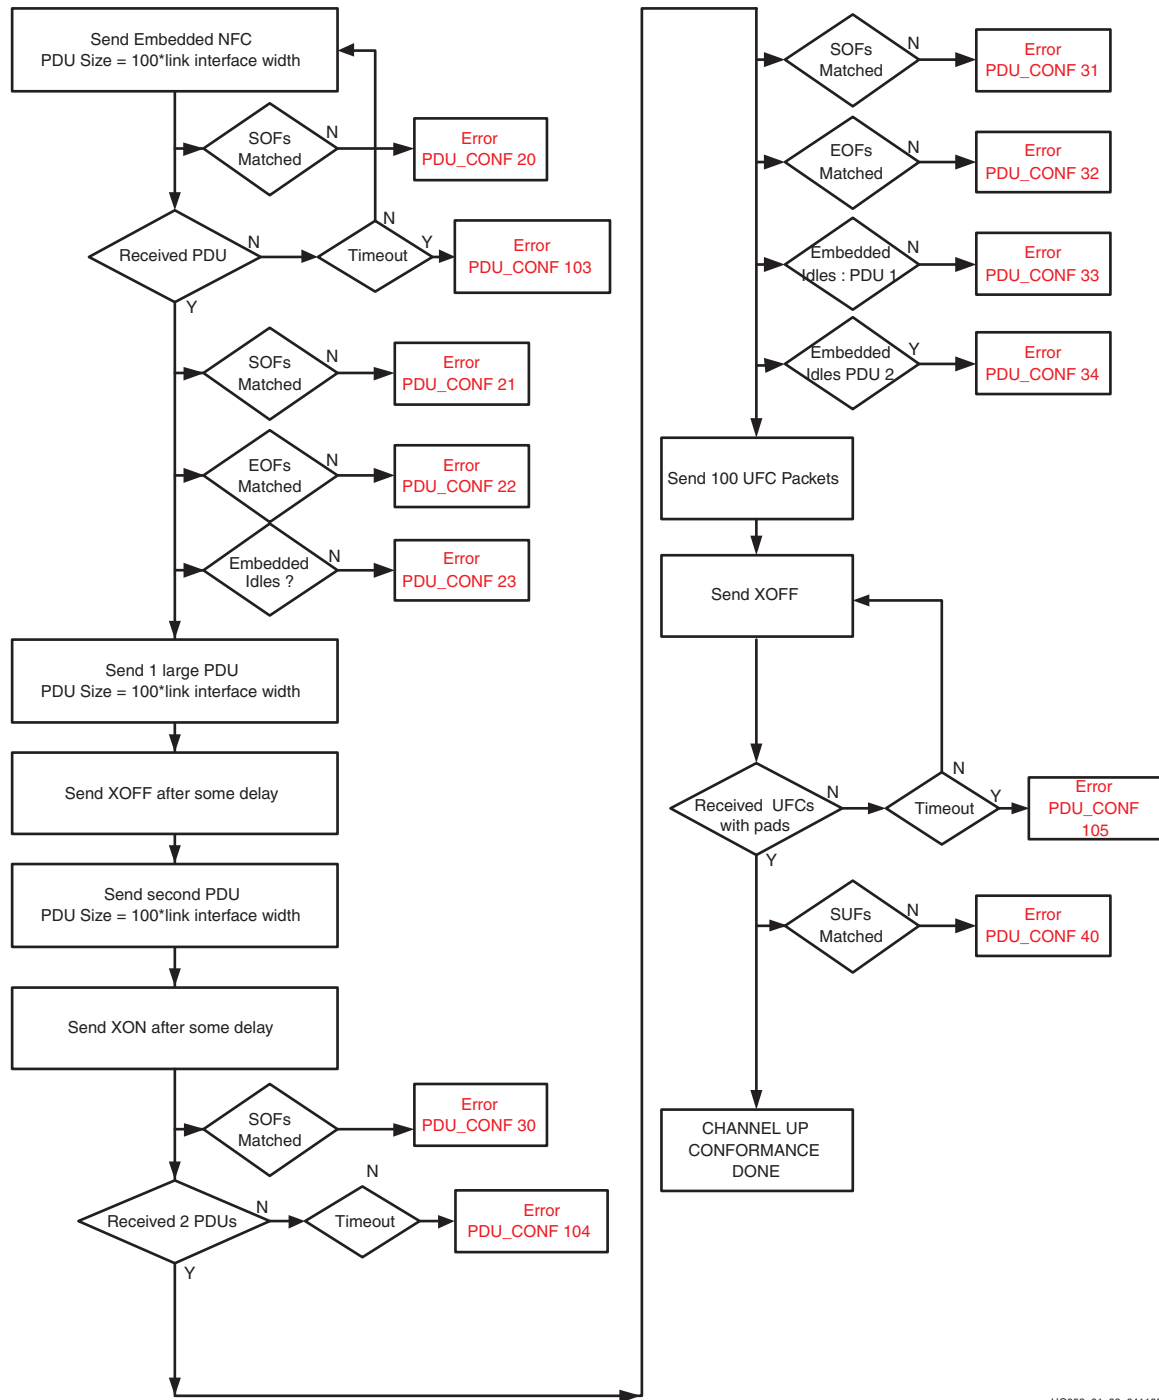 Send Embedded NFC
PDU Size = 100*link interface width
SOFs
Matched
N
Error
PDU_CONF 20
Received PDU
N
Y
Timeout
N
Y
Error
PDU_CONF 103
SOFs
Matched
N
Error
PDU_CONF 21
EOFs
Matched
N
Error
PDU_CONF 22
Embedded
Idles ?
N
Error
PDU_CONF 23
Send 1 large PDU
PDU Size = 100*link interface width
Send XOFF after some delay
Send second PDU
PDU Size = 100*link interface width
Send XON after some delay
SOFs
Matched
Error
PDU_CONF 30
Received 2 PDUs
N
Y
Timeout
N
Error
PDU_CONF 104
SOFs
Matched
N
Error
PDU_CONF 31
EOFs
Matched
N
Error
PDU_CONF 32
Embedded
Idles : PDU 1
N
Error
PDU_CONF 33
Embedded
Idles PDU 2
Y
Error
PDU_CONF 34
Send 100 UFC Packets
Send XOFF
Received UFCs
with pads
N
Y
Timeout
N
Y
Error
PDU_CONF
105
SUFs
Matched
N
Error
PDU_CONF 40
CHANNEL UP
CONFORMANCE
DONE